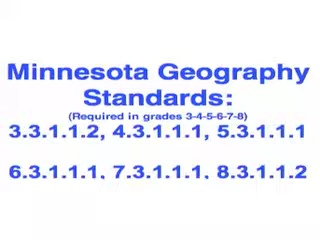 Minnesota Geography
Standards:
(Required in grades 3-4-5-6-7-8)
3.3.1.1.2, 4.3.1.1.1, 5.3.1.1.1
6.3.1.1.1, 7.3.1.1.1, 8.3.1.1.2